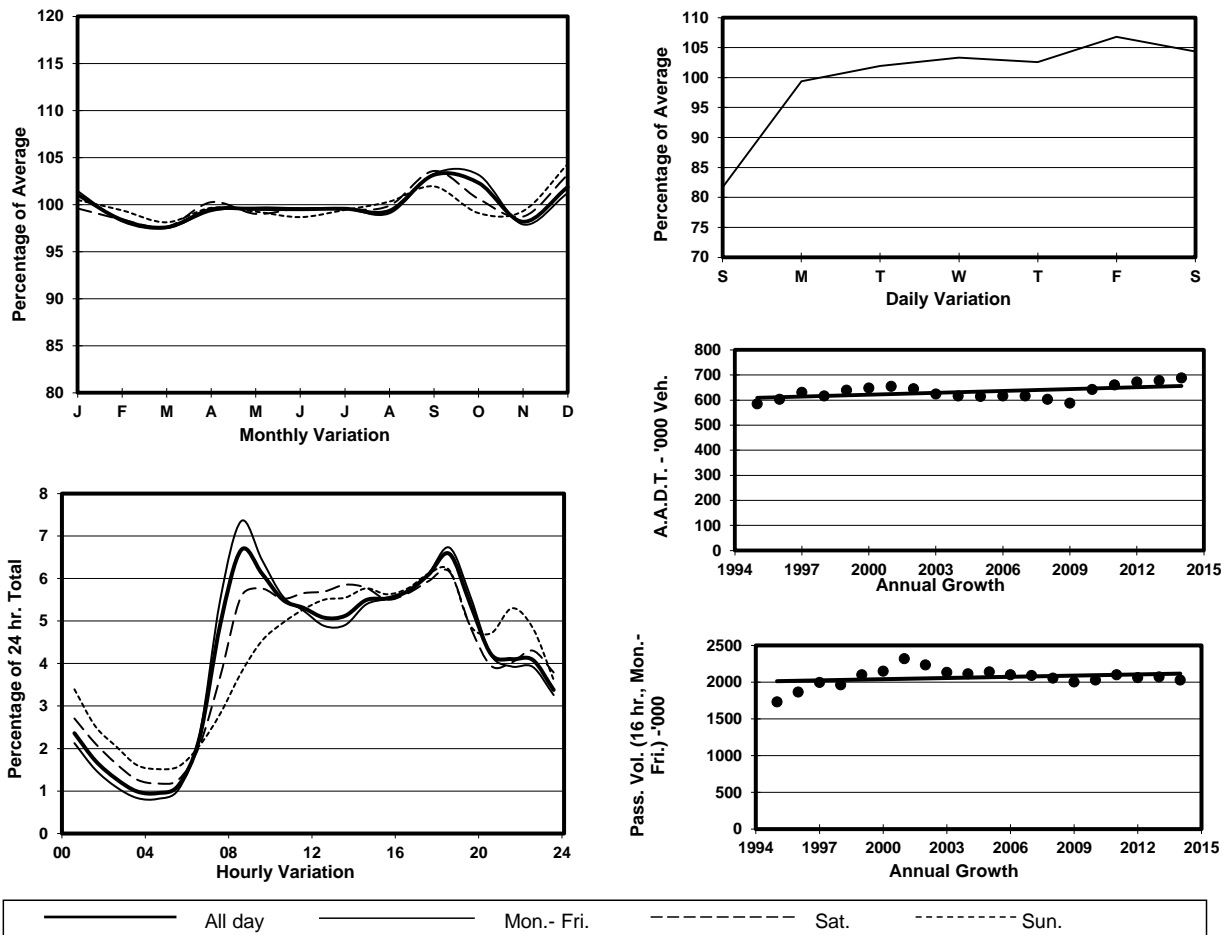 Percentage of Average
120
115
110
105
100
95
90
85
80
J F M A M J J A S O N D
Monthly Variation
Percentage of Average
110
105
100
95
90
85
80
75
70
S M T W T F S
Daily Variation
A.A.D.T. - '000 Veh.
800
700
600
500
400
300
200
100
0
1994 1997 2000 2003 2006 2009 2012 2015
Annual Growth
Percentage of 24 hr. Total
8
7
6
5
4
3
2
1
0
00 04 08 12 16 20 24
Hourly Variation
Pass. Vol. (16 hr., Mon.-
Fri.) -'000
2500
2000
1500
1000
500
0
1994 1997 2000 2003 2006 2009 2012 2015
Annual Growth
All day Mon.- Fri. Sat. Sun.